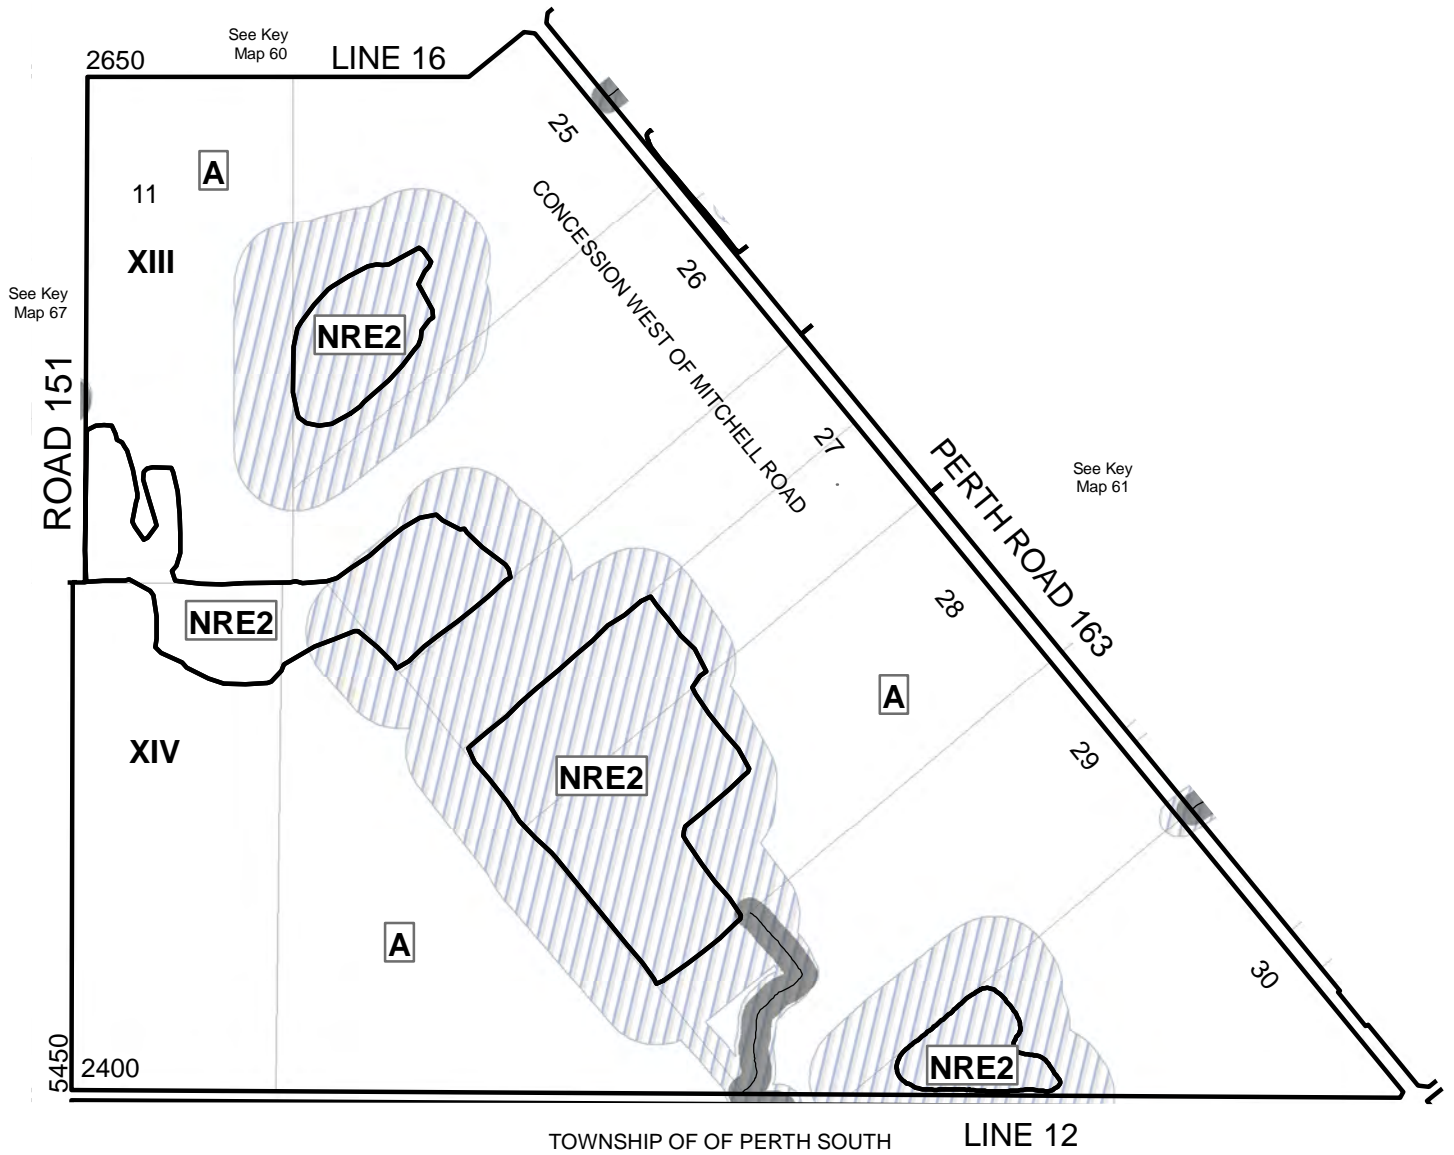 See Key
Map 60
2650
LINE 16
25
A
11
XIII
CONCESSION WEST OF MITCHELL ROAD
26
See Key
Map 67
NRE2
ROAD 151
27
PERTH ROAD 163
See Key
Map 61
28
NRE2
A
XIV
29
NRE2
A
30
5450
2400
NRE2
TOWNSHIP OF OF PERTH SOUTH
LINE 12